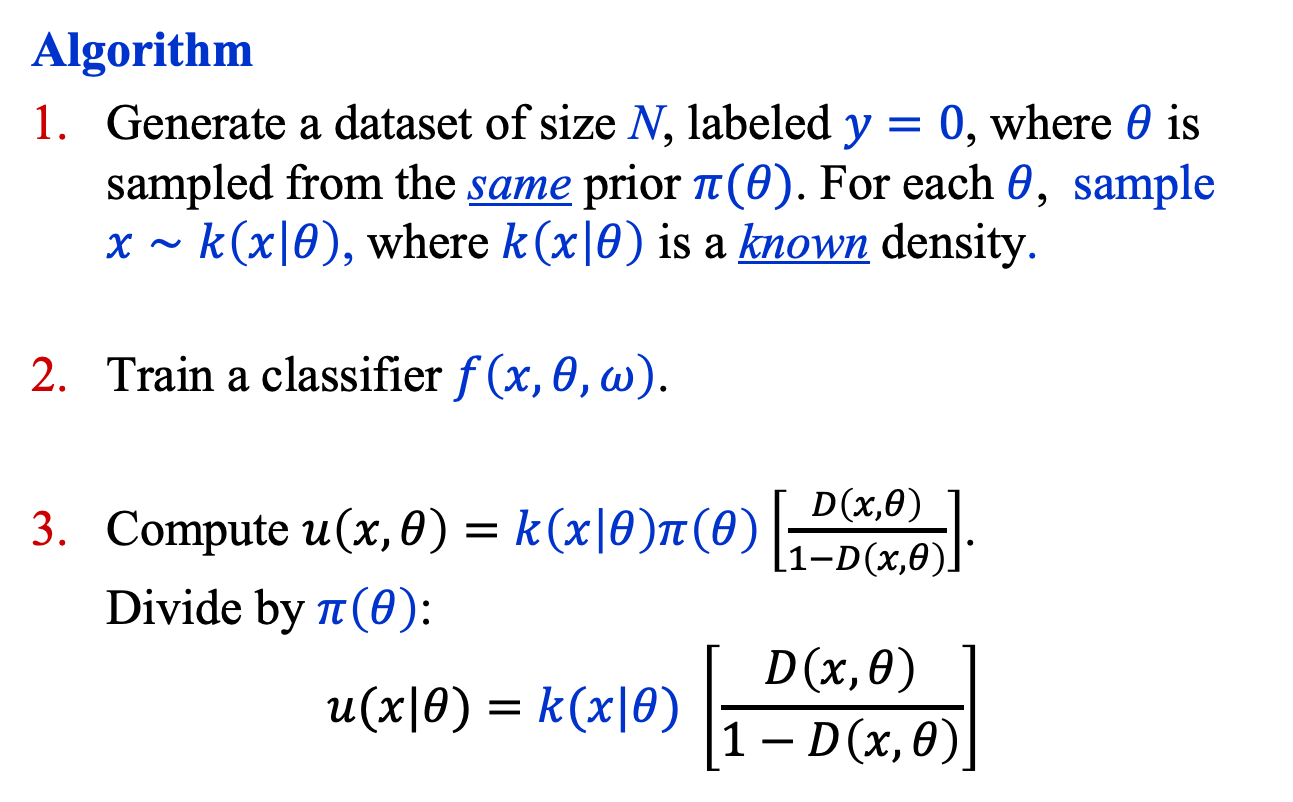 Algorithm
1. Generate a dataset of size N, labeled y = 0, where θ is
sampled from the same prior π(θ). For each θ, sample
x ~ k(x|θ), where k(x|θ) is a known density.
2. Train a classifier f(x, θ, ω).
3. Compute u(x, θ) = k(x|θ)π(θ) [D(x,θ) / 1−D(x,θ)].
Divide by π(θ):
u(x|θ) = k(x|θ) [D(x, θ) / 1 − D(x, θ)]